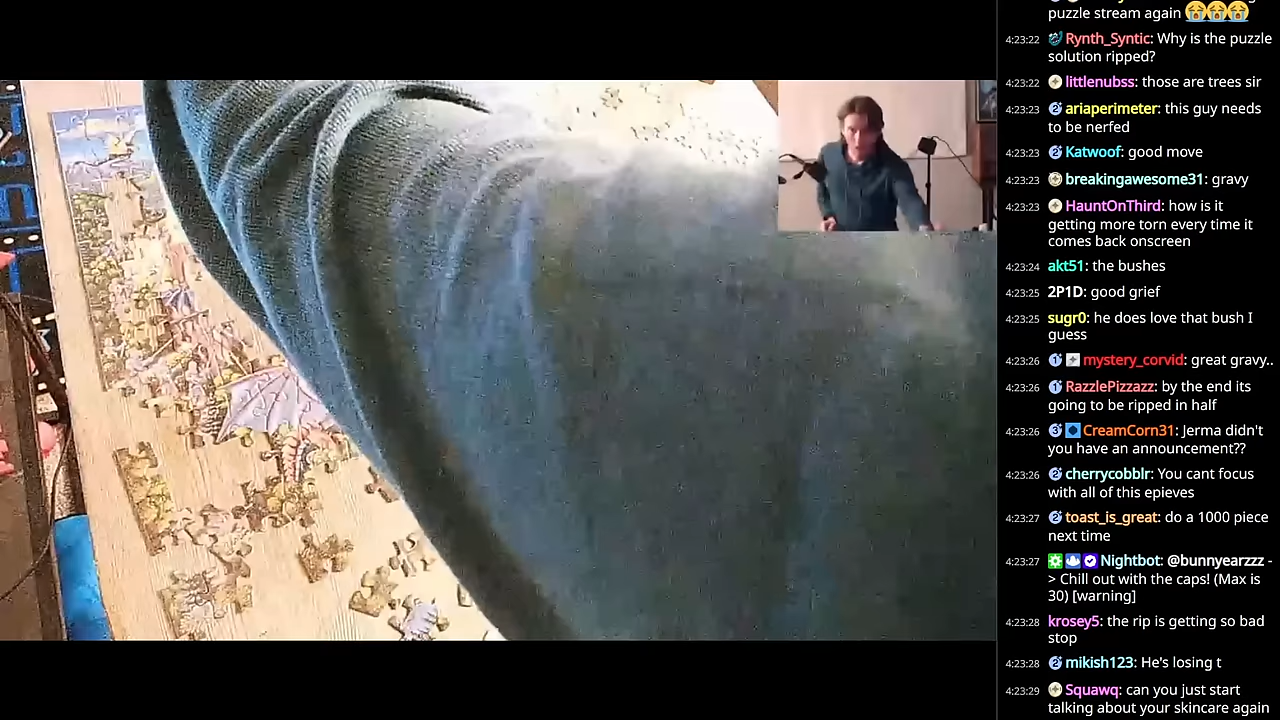 puzzle stream again
4:23:22 Rynth_Syntic: Why is the puzzle
solution ripped?
4:23:22 littlenubss: those are trees sir
4:23:23 ariaperimeter: this guy needs
to be nerfed
4:23:23 Katwoof: good move
4:23:23 breakingawesome31: gravy
4:23:23 HauntOnThird: how is it
getting more torn every time it
comes back onscreen
4:23:24 akt51: the bushes
4:23:25 2P1D: good grief
4:23:25 sugr0: he does love that bush I
guess
4:23:26 mystery_corvid: great gravy..
4:23:26 RazzlePizzazz: by the end its
going to be ripped in half
4:23:26 CreamCorn31: Jerma didn't
you have an announcement??
4:23:26 cherrycobblr: You cant focus
with all of this epieves
4:23:27 toast_is_great: do a 1000 piece
next time
4:23:27 Nightbot: @bunnyearzzz -
> Chill out with the caps! (Max is
30) [warning]
4:23:28 krosey5: the rip is getting so bad
stop
4:23:28 mikish123: He's losing t
4:23:29 Squawq: can you just start
talking about your skincare again